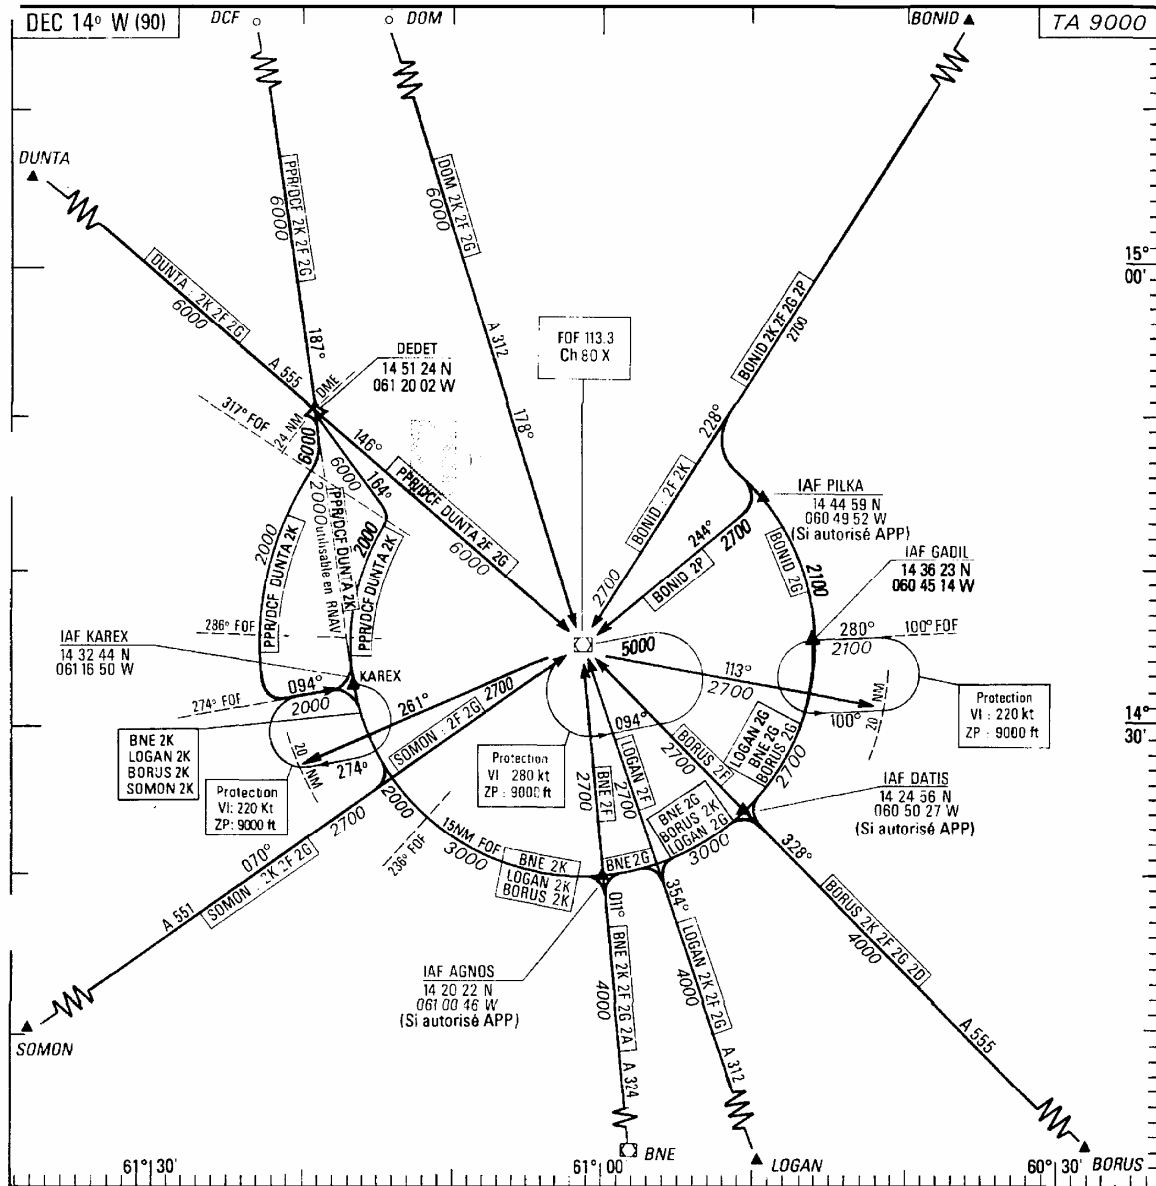 DEC 14° W (90)
DCF
DOM
BONID
TA 9000
DUNTA
PPR/DCF 2K 2F 2G
6000
DOM 2K 2F 2G
6000
DUNTA : 2K 2F 2G
6000
15°
00'
BONID 2K 2F 2G 2P
2700
A 312
187°
FOF 113.3
Ch 80 X
DEDET
14 51 24 N
061 20 02 W
A 555
DME
24 NM
317° FOF
6000
146°
178°
228°
6000
164°
PPR/DCF DUNTA 2F 2G
6000
BONID : 2F 2K
2700
IAF PILKA
14 44 59 N
060 49 52 W
(Si autorisé APP)
244°
2700
BONID 2P
2000
2000 utilisable en RNAV
PPR/DCF DUNTA 2K
2000
PPR/DCF DUNTA 2K
PPR/DCF DUNTA 2K
BONID 2G
2100
IAF GADIL
14 36 23 N
060 45 14 W
286° FOF
IAF KAREX
14 32 44 N
061 16 50 W
KAREX
5000
280°
2100
100° FOF
113°
2700
094°
2000
274° FOF
261°
2700
SOMON : 2F 2G
20 NM
100°
Protection
VI : 220 kt
ZP : 9000 ft
14°
30'
BNE 2K
LOGAN 2K
BORUS 2K
SOMON 2K
20 NM
274°
Protection
VI : 220 Kt
ZP : 9000 ft
Protection
VI : 280 kt
ZP : 9000 ft
094°
BNE 2F
2700
LOGAN 2F
2700
BORUS 2F
2700
LOGAN 2G
BNE 2G
BORUS 2G
2700
IAF DATIS
14 24 56 N
060 50 27 W
(Si autorisé APP)
2700
2000
236° FOF
15NM FOF
3000
BNE 2K
LOGAN 2K
BORUS 2K
BNE 2G
BNE 2G
BORUS 2K
LOGAN 2G
3000
328°
070°
SOMON : 2K 2F 2G
A 551
011°
354°
BNE 2K 2F 2G 2A
4000
LOGAN 2K 2F 2G
4000
BORUS 2K 2F 2G 2D
4000
IAF AGNOS
14 20 22 N
061 00 46 W
(Si autorisé APP)
SOMON
A 324
A 312
A 555
61° 30'
61° 00
BNE
LOGAN
60° 30'
BORUS